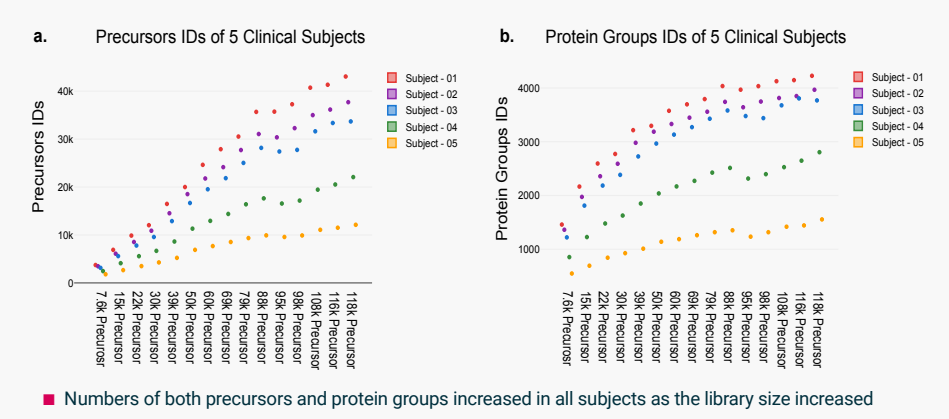 a. Precursors IDs of 5 Clinical Subjects
Precursors IDs
40k
30k
20k
10k
0
7.6k Precurosr
15k Precursor
22k Precursor
30k Precursor
39k Precursor
50k Precursor
60k Precursor
69k Precursor
79k Precursor
88k Precursor
95k Precursor
98k Precursor
108k Precursor
116k Precursor
118k Precursor
Subject - 01
Subject - 02
Subject - 03
Subject - 04
Subject - 05
b. Protein Groups IDs of 5 Clinical Subjects
Protein Groups IDs
4000
3000
2000
1000
7.6k Precurosr
15k Precursor
22k Precursor
30k Precursor
39k Precursor
50k Precursor
60k Precursor
69k Precursor
79k Precursor
88k Precursor
95k Precursor
98k Precursor
108k Precursor
116k Precursor
118k Precursor
Subject - 01
Subject - 02
Subject - 03
Subject - 04
Subject - 05
Numbers of both precursors and protein groups increased in all subjects as the library size increased